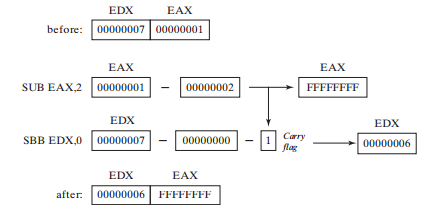 EDX EAX
before: 00000007 00000001
EAX EAX
SUB EAX,2 00000001 – 00000002 FFFFFFFF
EDX EDX
SBB EDX,0 00000007 – 00000000 – 1 Carry flag 00000006
EDX EAX
after: 00000006 FFFFFFFF